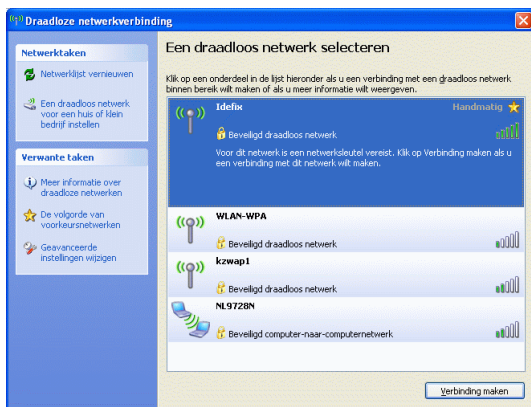 Draadloze netwerkverbinding
Netwerktaken
Netwerklijst vernieuwen
Een draadloos netwerk
voor een huis of klein
bedrijf instellen
Verwante taken
Meer informatie over
draadloze netwerken
De volgorde van
voorkeursnetwerken
Geavanceerde
instellingen wijzigen
Een draadloos netwerk selecteren
Klik op een onderdeel in de lijst hieronder als u een verbinding met een draadloos netwerk
binnen bereik wilt maken of als u meer informatie wilt weergeven.
Idefix Handmatig
Beveiligd draadloos netwerk
Voor dit netwerk is een netwerksleutel vereist. Klik op Verbinding maken als u
een verbinding met dit netwerk wilt maken.
WLAN-WPA
Beveiligd draadloos netwerk
kzwap1
Beveiligd draadloos netwerk
NL9728N
Beveiligd computer-naar-computernetwerk
Verbinding maken